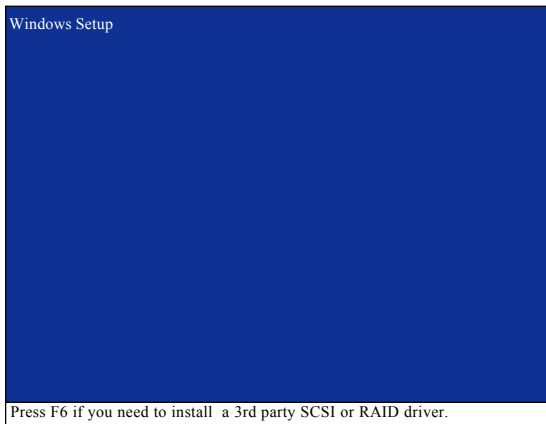 Windows Setup
Press F6 if you need to install a 3rd party SCSI or RAID driver.